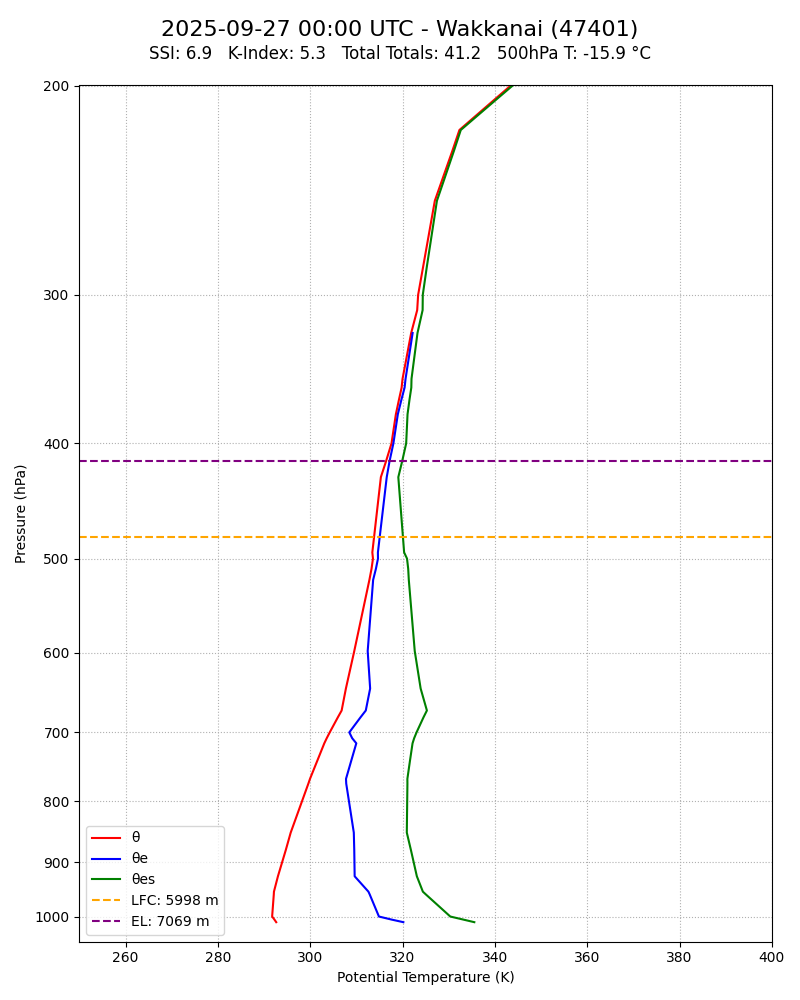 2025-09-27 00:00 UTC - Wakkanai (47401)
SSI: 6.9   K-Index: 5.3   Total Totals: 41.2   500hPa T: -15.9 °C
200
300
400
500
600
700
800
900
1000
Pressure (hPa)
θ
θe
θes
LFC: 5998 m
EL: 7069 m
260 280 300 320 340 360 380 400
Potential Temperature (K)